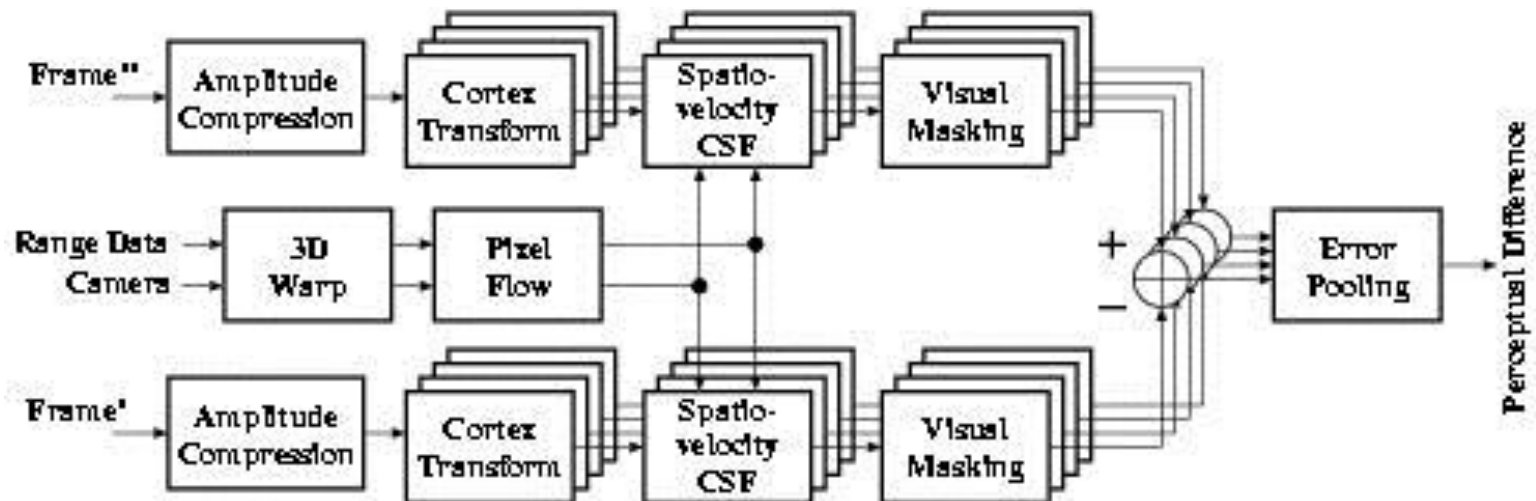 Frame"
Amplitude
Compression
Cortex
Transform
Spatio-
velocity
CSF
Visual
Masking
Range Data
Camera
3D
Warp
Pixel
Flow
+
−
Error
Pooling
Perceptual Difference
Frame'
Amplitude
Compression
Cortex
Transform
Spatio-
velocity
CSF
Visual
Masking